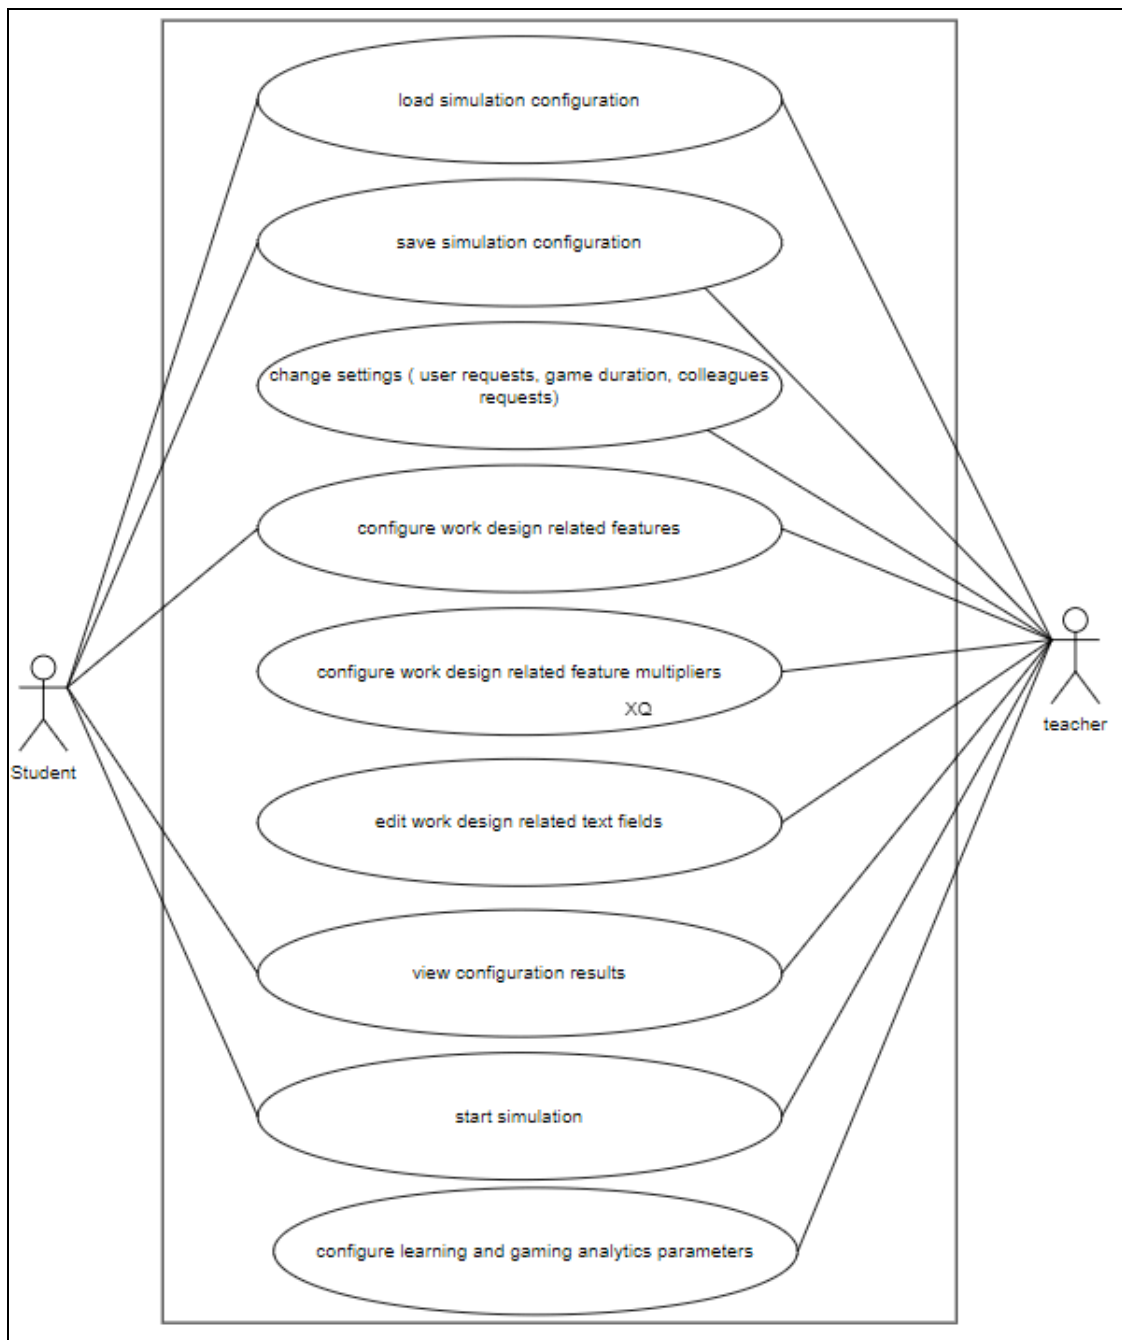 load simulation configuration
save simulation configuration
change settings ( user requests, game duration, colleagues
requests)
configure work design related features
configure work design related feature multipliers
XQ
teacher
Student
edit work design related text fields
view configuration results
start simulation
configure learning and gaming analytics parameters